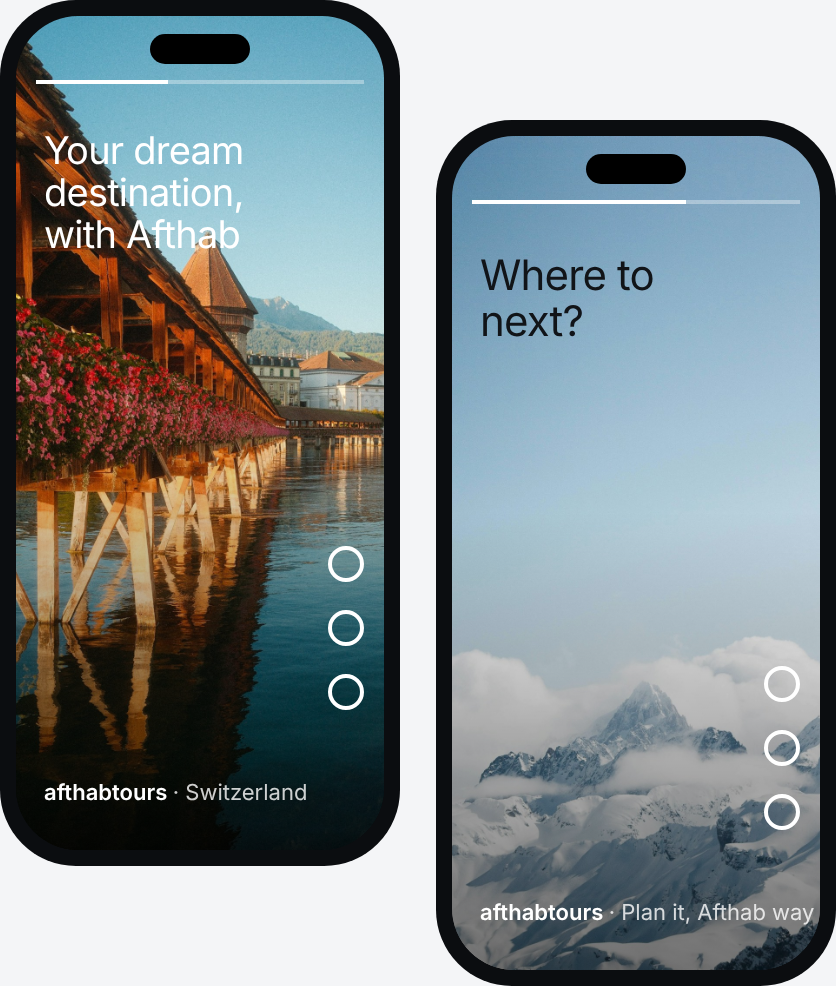 Your dream
destination,
with Afthab
afthabtours · Switzerland
Where to
next?
afthabtours · Plan it, Afthab way